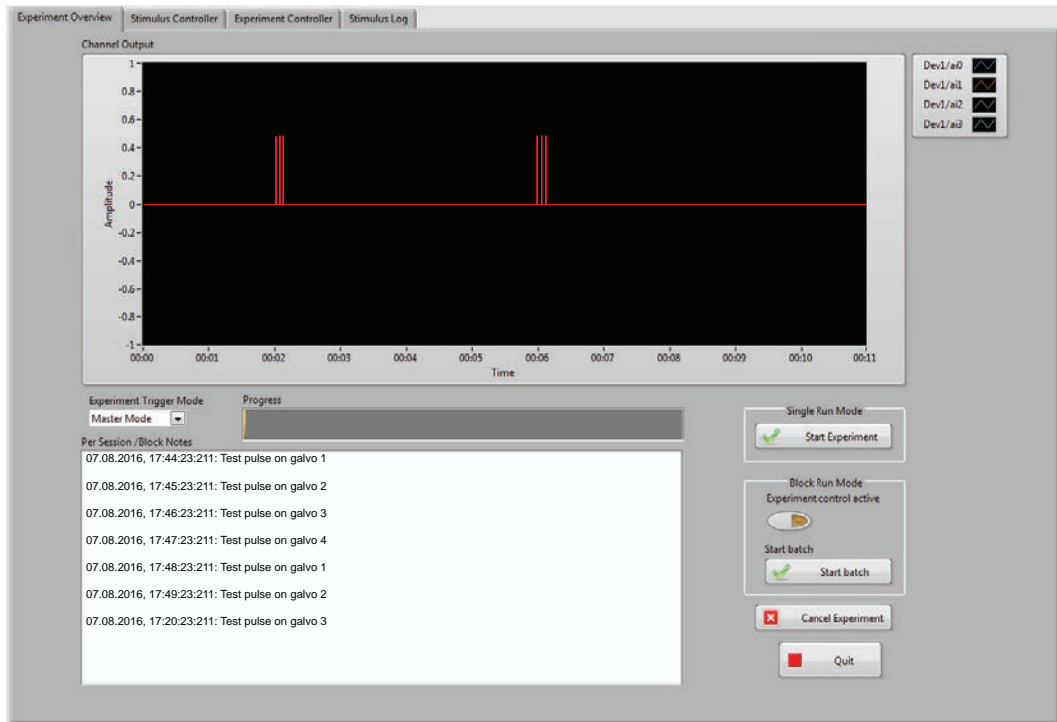 Experiment Overview Stimulus Controller Experiment Controller Stimulus Log
Channel Output
1
0.8
0.6
0.4
0.2
0
-0.2
-0.4
-0.6
-0.8
-1
Amplitude
00:00 00:01 00:02 00:03 00:04 00:05 00:06 00:07 00:08 00:09 00:10 00:11
Time
Dev1/ai0
Dev1/ai1
Dev1/ai2
Dev1/ai3
Experiment Trigger Mode
Master Mode
Progress
Per Session /Block Notes
07.08.2016, 17:44:23:211: Test pulse on galvo 1
07.08.2016, 17:45:23:211: Test pulse on galvo 2
07.08.2016, 17:46:23:211: Test pulse on galvo 3
07.08.2016, 17:47:23:211: Test pulse on galvo 4
07.08.2016, 17:48:23:211: Test pulse on galvo 1
07.08.2016, 17:49:23:211: Test pulse on galvo 2
07.08.2016, 17:20:23:211: Test pulse on galvo 3
Single Run Mode
Start Experiment
Block Run Mode
Experiment control active
Start batch
Start batch
Cancel Experiment
Quit